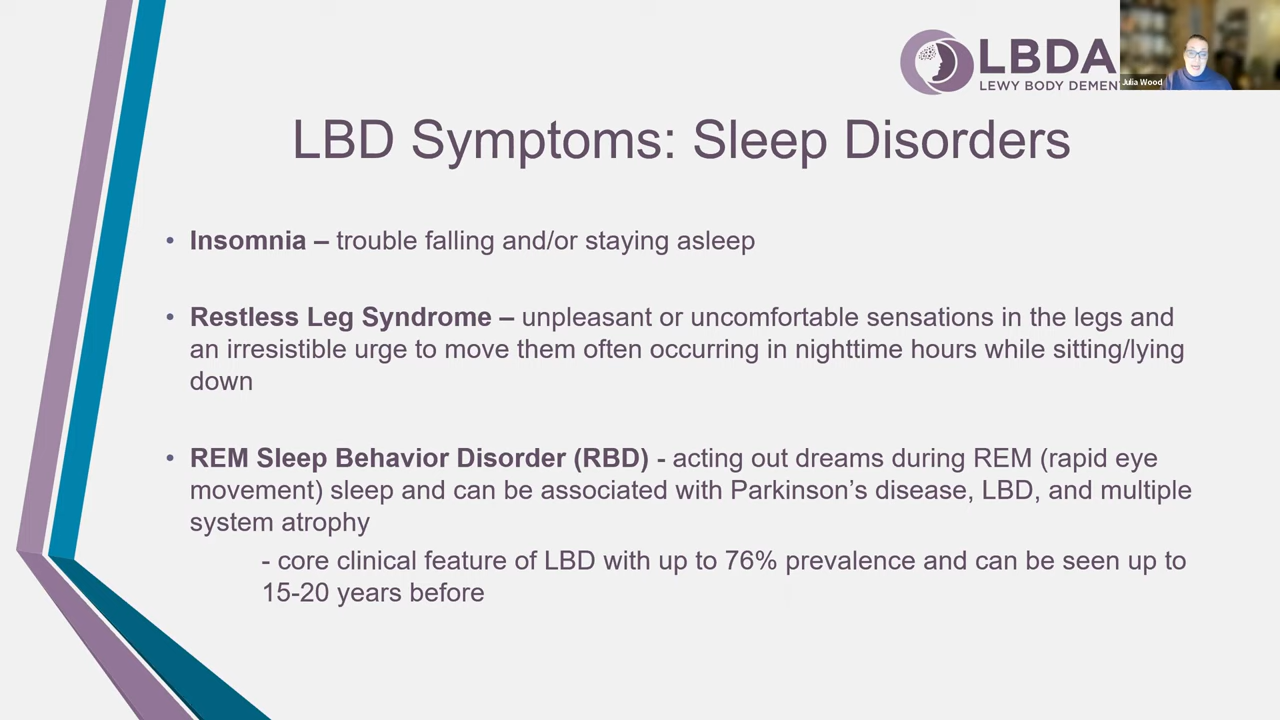 LBDA
LEWY BODY DEMEN
Julia Wood
LBD Symptoms: Sleep Disorders
• Insomnia – trouble falling and/or staying asleep
• Restless Leg Syndrome – unpleasant or uncomfortable sensations in the legs and
an irresistible urge to move them often occurring in nighttime hours while sitting/lying
down
• REM Sleep Behavior Disorder (RBD) - acting out dreams during REM (rapid eye
movement) sleep and can be associated with Parkinson’s disease, LBD, and multiple
system atrophy
- core clinical feature of LBD with up to 76% prevalence and can be seen up to
15-20 years before